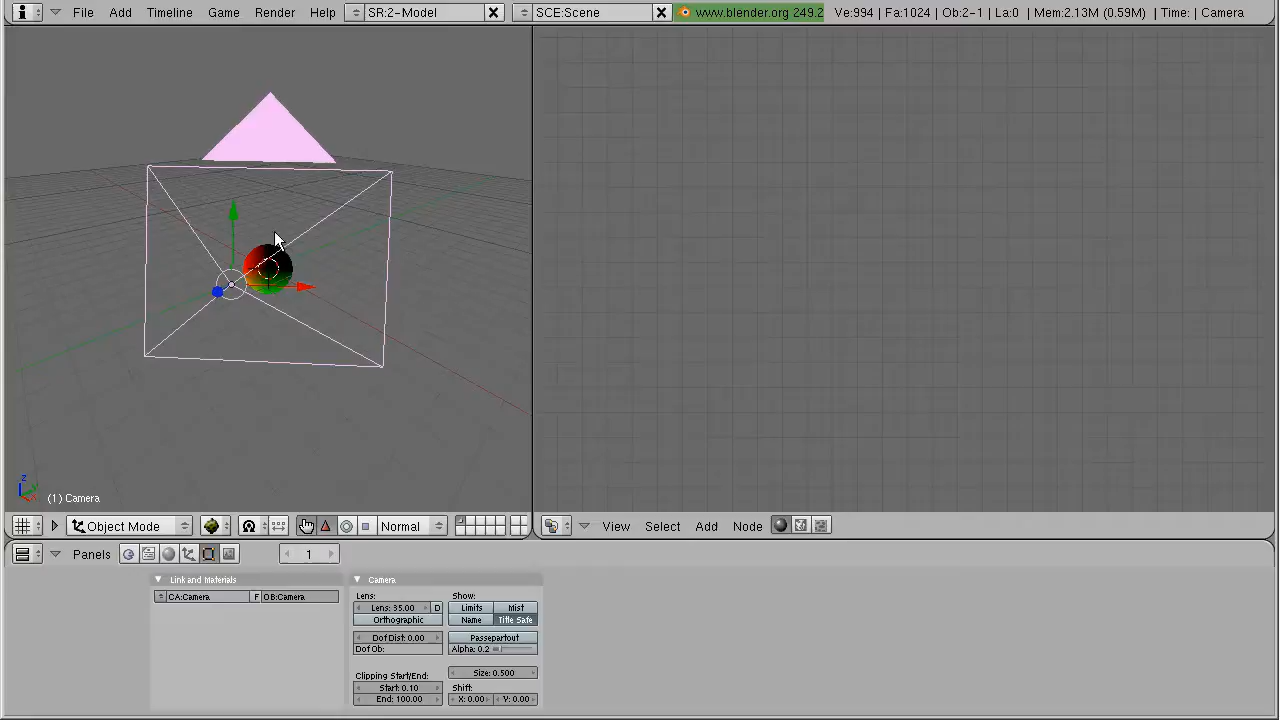 File Add Timeline Game Render Help SR:2-Model SCE:Scene www.blender.org 249.2 Ve:994 | Fa:1024 | Ob:2-1 | La:0 | Mem:2.13M (0.59M) | Time: | Camera
z
x
(1) Camera
Object Mode Normal View Select Add Node
Panels 1
Link and Materials
CA:Camera F OB:Camera
Camera
Lens:
Lens: 35.00 D
Orthographic
Dof Dist: 0.00
Dof Ob:
Clipping Start/End:
Start: 0.10
End: 100.00
Show:
Limits Mist
Name Title Safe
Passepartout
Alpha: 0.2
Size: 0.500
Shift:
X: 0.00 Y: 0.00